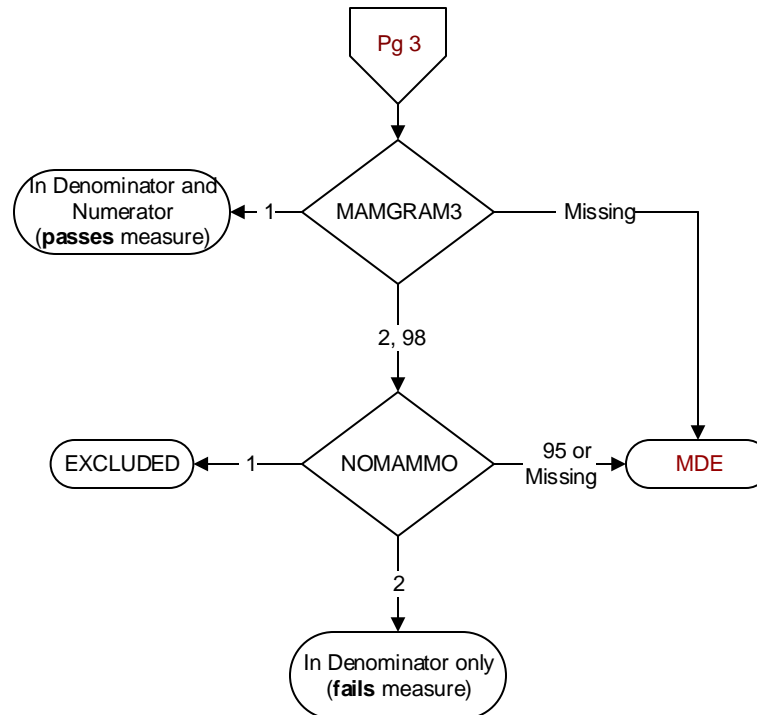 Pg 3
In Denominator and
Numerator
(passes measure)
1
MAMGRAM3
Missing
2, 98
EXCLUDED
1
NOMAMMO
95 or
Missing
MDE
2
In Denominator only
(fails measure)